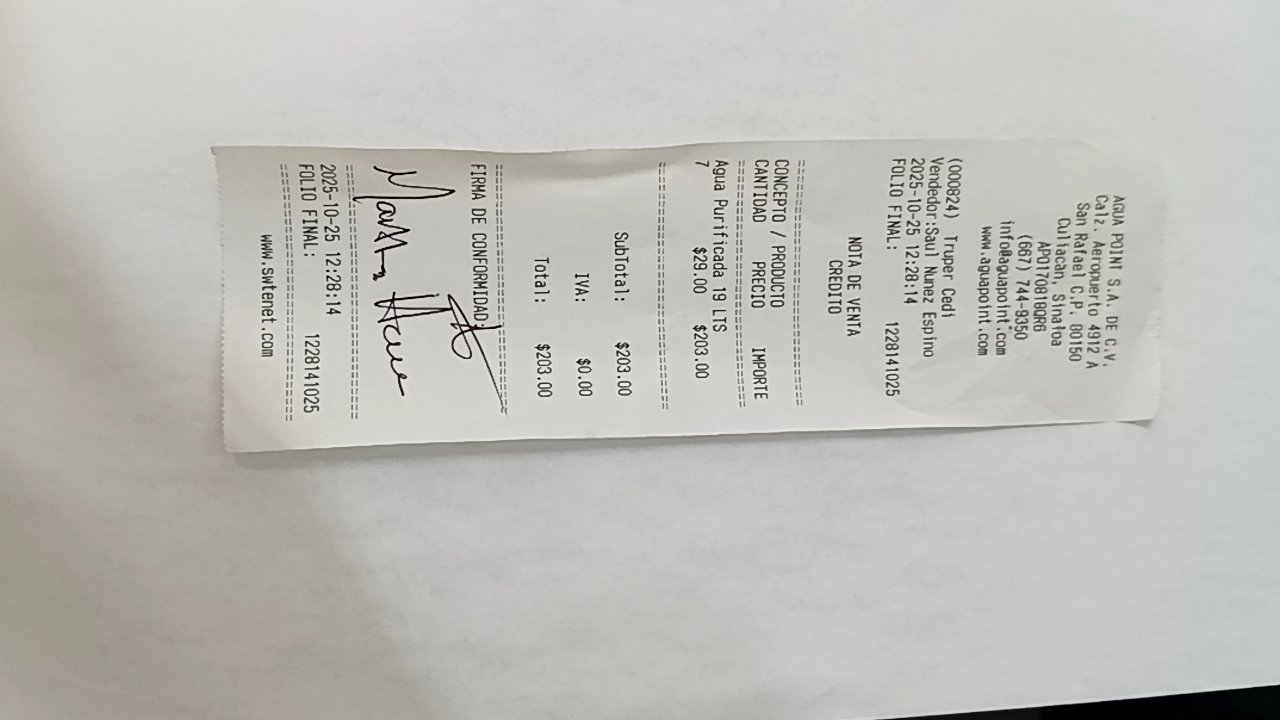 AGUA POINT S.A. DE C.V.
Calz. Aeropuerto 4912 A
San Rafael C.P. 80150
Culiacán, Sinaloa
APO170818QR6
(667) 744-9350
info@aguapoint.com
www.aguapoint.com
(000824) Truper Cedi
Vendedor:Saul Nunez Espino
2025-10-25 12:28:14
FOLIO FINAL: 1228141025
NOTA DE VENTA
CREDITO
CONCEPTO / PRODUCTO
CANTIDAD PRECIO IMPORTE
Agua Purificada 19 LTS
7 $29.00 $203.00
SubTotal: $203.00
IVA: $0.00
Total: $203.00
FIRMA DE CONFORMIDAD:
2025-10-25 12:28:14
FOLIO FINAL: 1228141025
www.swtenet.com